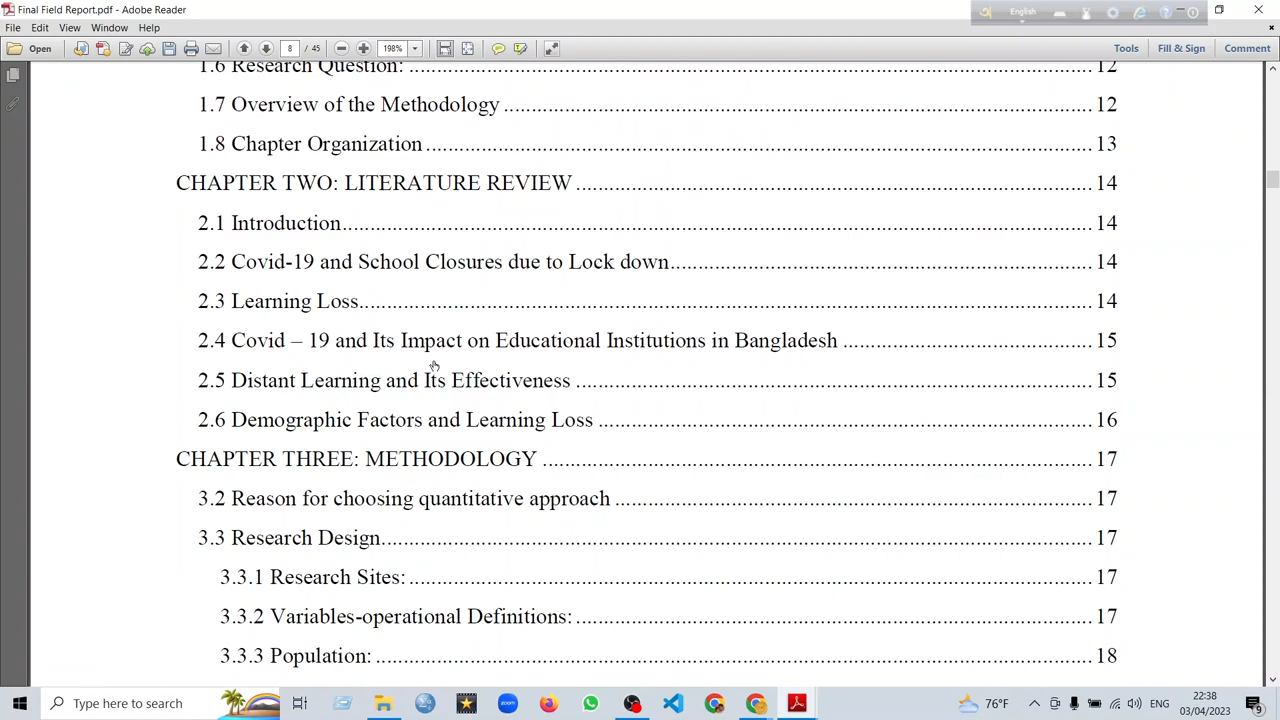 Final Field Report.pdf - Adobe Reader
English
File Edit View Window Help
Open 8 / 45 198% Tools Fill & Sign Comment
1.6 Research Question: 12
1.7 Overview of the Methodology 12
1.8 Chapter Organization 13
CHAPTER TWO: LITERATURE REVIEW 14
2.1 Introduction 14
2.2 Covid-19 and School Closures due to Lock down 14
2.3 Learning Loss 14
2.4 Covid – 19 and Its Impact on Educational Institutions in Bangladesh 15
2.5 Distant Learning and Its Effectiveness 15
2.6 Demographic Factors and Learning Loss 16
CHAPTER THREE: METHODOLOGY 17
3.2 Reason for choosing quantitative approach 17
3.3 Research Design 17
3.3.1 Research Sites: 17
3.3.2 Variables-operational Definitions: 17
3.3.3 Population: 18
Type here to search
zoom
76°F
ENG
22:38
03/04/2023
9